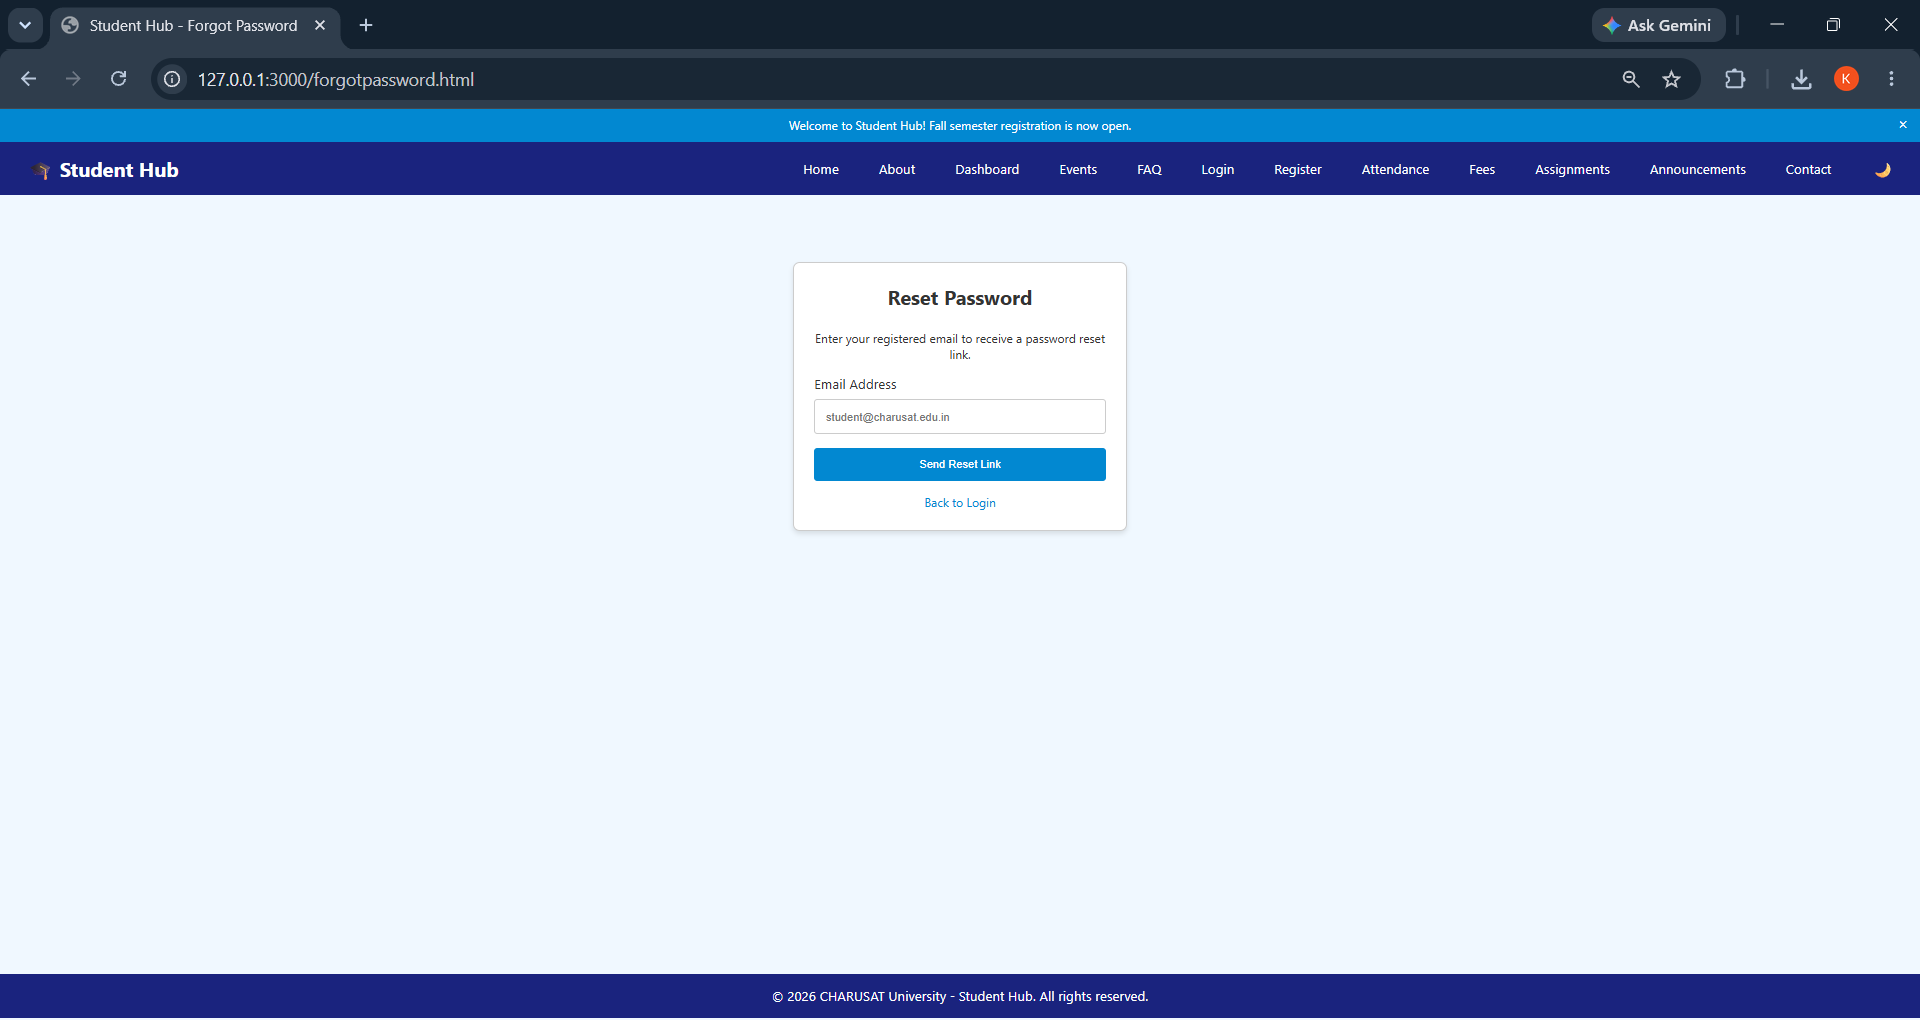 Student Hub - Forgot Password
Ask Gemini
127.0.0.1:3000/forgotpassword.html
K
Welcome to Student Hub! Fall semester registration is now open.
×
Student Hub
Home About Dashboard Events FAQ Login Register Attendance Fees Assignments Announcements Contact
Reset Password
Enter your registered email to receive a password reset
link.
Email Address
student@charusat.edu.in
Send Reset Link
Back to Login
© 2026 CHARUSAT University - Student Hub. All rights reserved.